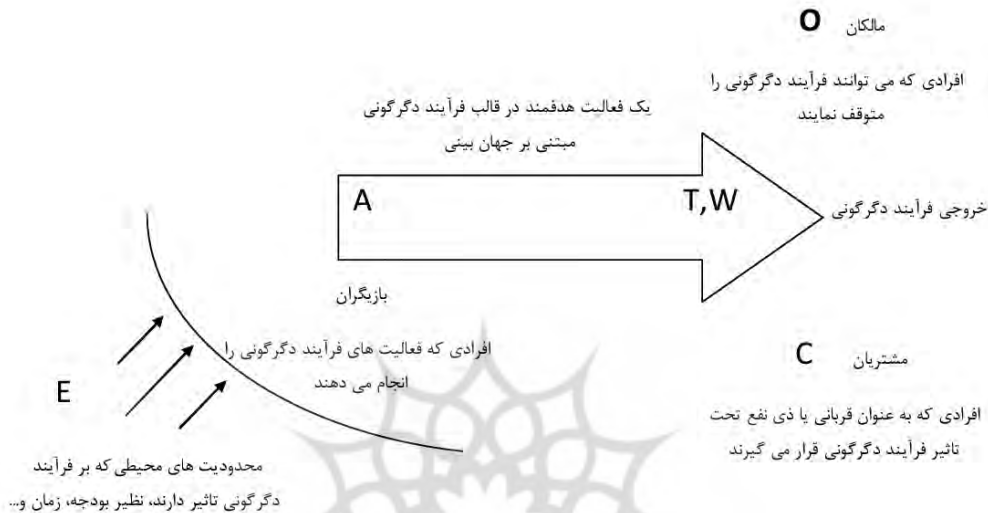 O مالکان
افرادی که می توانند فرآیند دگرگونی را
متوقف نمایند
یک فعالیت هدفمند در قالب فرآیند دگرگونی
مبتنی بر جهان بینی
A
T,W
خروجی فرآیند دگرگونی
بازیگران
افرادی که فعالیت های فرآیند دگرگونی را
انجام می دهند
C مشتریان
افرادی که به عنوان قربانی یا ذی نفع تحت
تاثیر فرآیند دگرگونی قرار می گیرند
E
محدودیت های محیطی که بر فرآیند
دگرگونی تاثیر دارند، نظیر بودجه، زمان و...